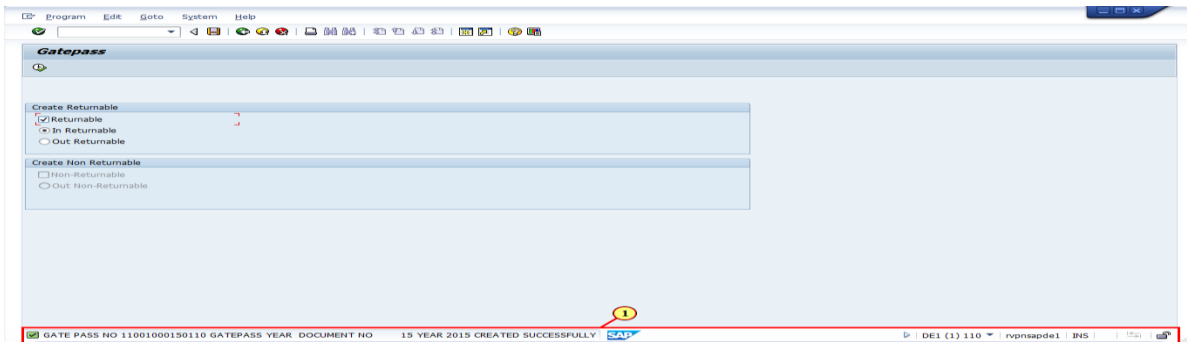 Program Edit Goto System Help
Gatepass
Create Returnable
Returnable
In Returnable
Out Returnable
Create Non Returnable
Non-Returnable
Out Non-Returnable
1
GATE PASS NO 11001000150110 GATEPASS YEAR DOCUMENT NO 15 YEAR 2015 CREATED SUCCESSFULLY SAP DE1 (1) 110 rvpnsapde1 INS